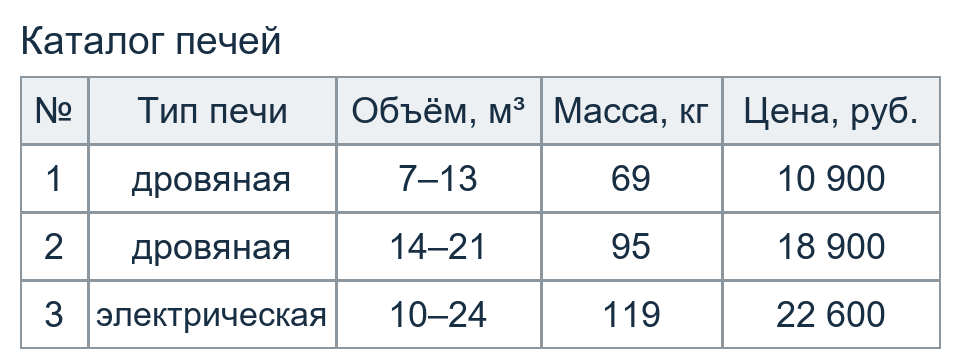 Каталог печей
№ Тип печи Объём, м³ Масса, кг Цена, руб.
1 дровяная 7–13 69 10 900
2 дровяная 14–21 95 18 900
3 электрическая 10–24 119 22 600